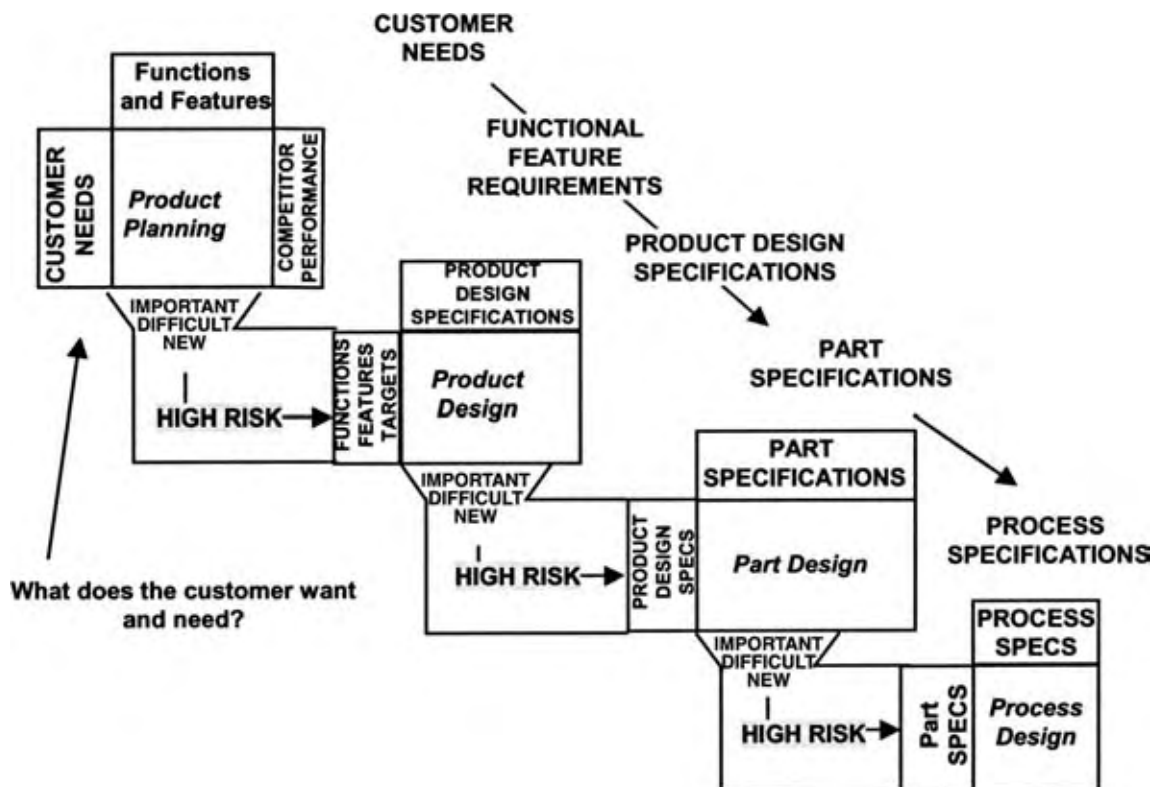 CUSTOMER
NEEDS
Functions
and Features
FUNCTIONAL
FEATURE
REQUIREMENTS
CUSTOMER
NEEDS
Product
Planning
COMPETITOR
PERFORMANCE
PRODUCT DESIGN
SPECIFICATIONS
PRODUCT
DESIGN
SPECIFICATIONS
IMPORTANT
DIFFICULT
NEW
PART
SPECIFICATIONS
FUNCTIONS
FEATURES
TARGETS
Product
Design
HIGH RISK
PART
SPECIFICATIONS
IMPORTANT
DIFFICULT
NEW
PROCESS
SPECIFICATIONS
PRODUCT
DESIGN
SPECS
Part Design
HIGH RISK
What does the customer want
and need?
PROCESS
SPECS
IMPORTANT
DIFFICULT
NEW
Part
SPECS
Process
Design
HIGH RISK